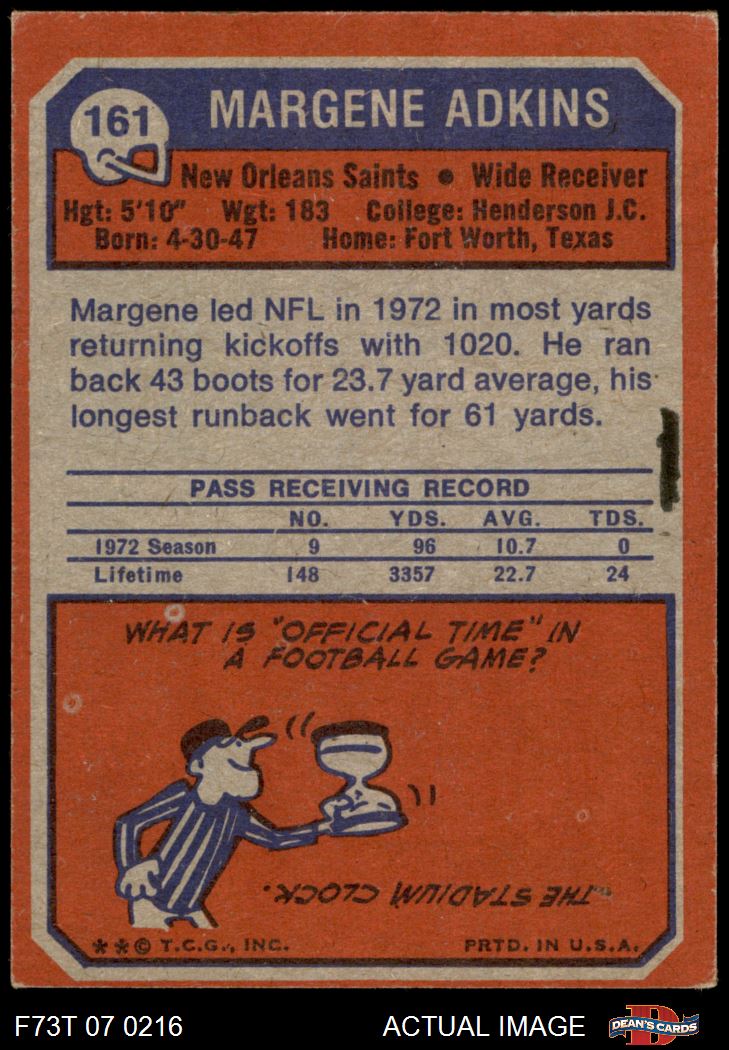 161
MARGENE ADKINS
New Orleans Saints • Wide Receiver
Hgt: 5'10" Wgt: 183 College: Henderson J.C.
Born: 4-30-47 Home: Fort Worth, Texas
Margene led NFL in 1972 in most yards
returning kickoffs with 1020. He ran
back 43 boots for 23.7 yard average, his
longest runback went for 61 yards.
PASS RECEIVING RECORD
NO. YDS. AVG. TDS.
1972 Season 9 96 10.7 0
Lifetime 148 3357 22.7 24
WHAT IS "OFFICIAL TIME" IN
A FOOTBALL GAME?
THE STADIUM CLOCK.
**© T.C.G., INC. PRTD. IN U.S.A.
F73T 07 0216 ACTUAL IMAGE D DEAN'S CARDS